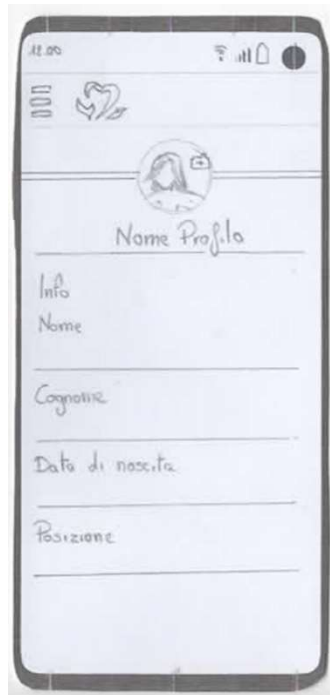 12.00
Nome Profilo
Info
Nome
Cognome
Data di nascita
Posizione